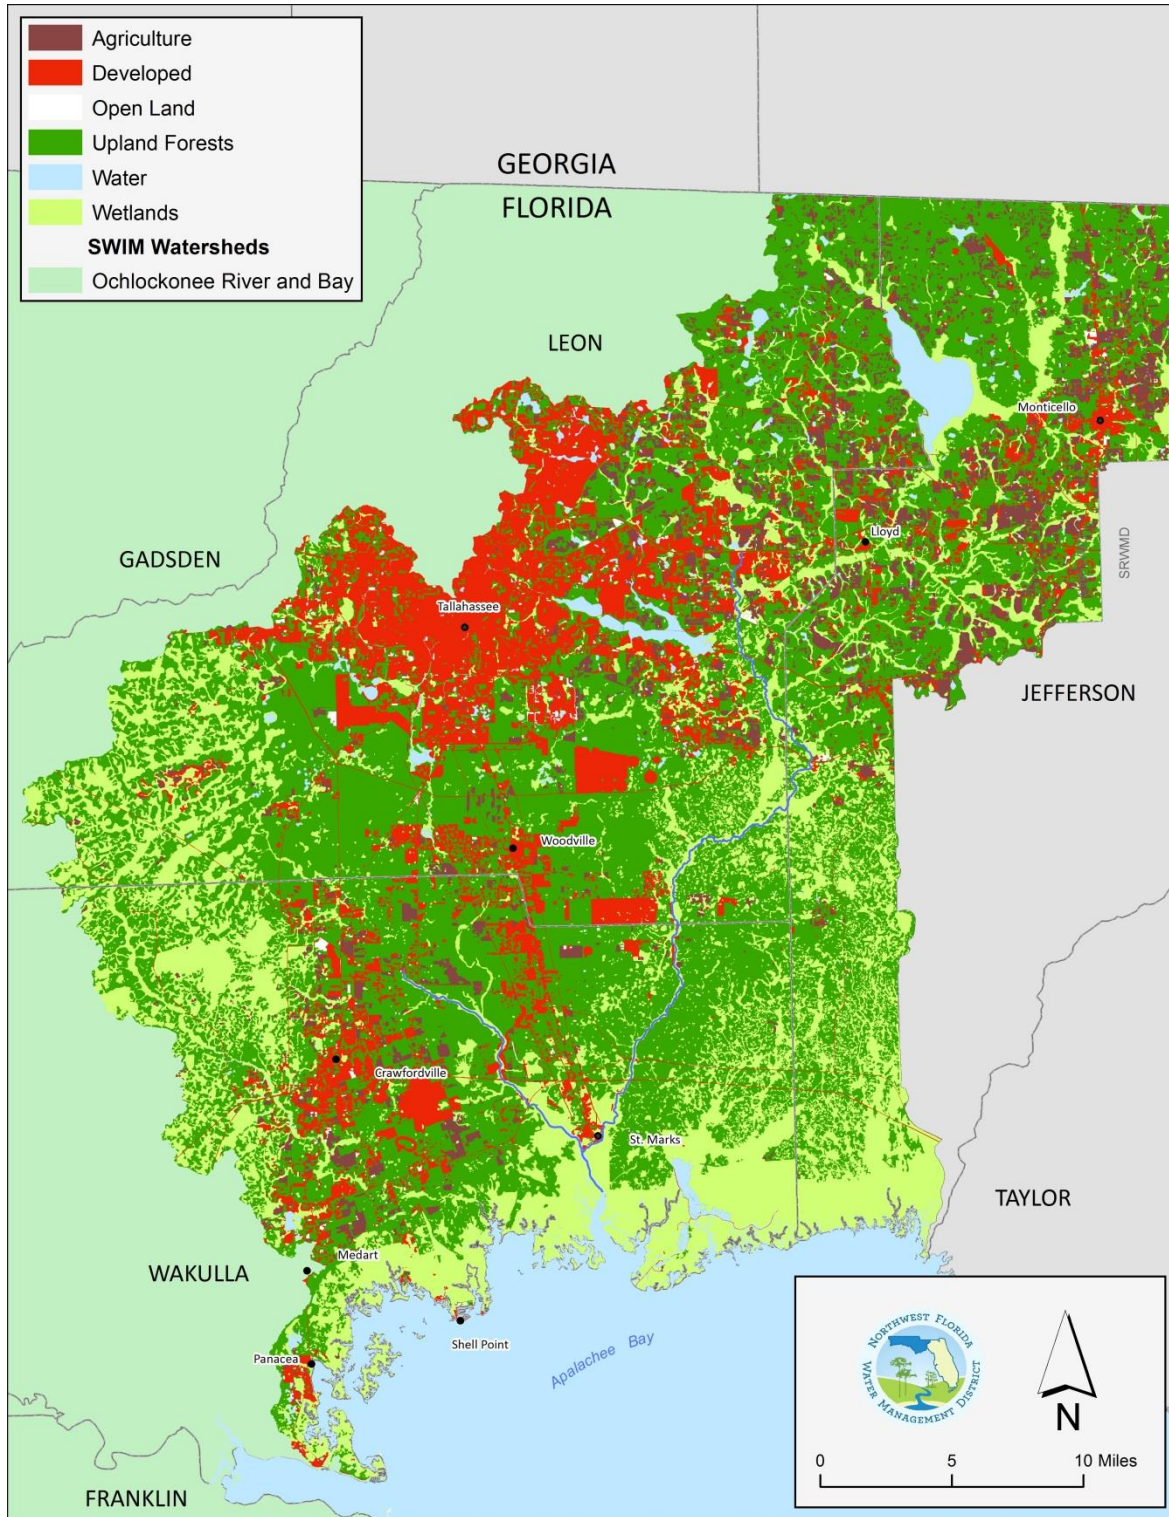 Agriculture
Developed
Open Land
Upland Forests
Water
Wetlands
SWIM Watersheds
Ochlockonee River and Bay
GEORGIA
FLORIDA
LEON
Monticello
Lloyd
SRWMD
GADSDEN
Tallahassee
JEFFERSON
Woodville
Crawfordville
St. Marks
TAYLOR
Medart
WAKULLA
Shell Point
Panacea
Apalachee Bay
FRANKLIN
NORTHWEST FLORIDA
WATER MANAGEMENT DISTRICT
N
0 5 10 Miles